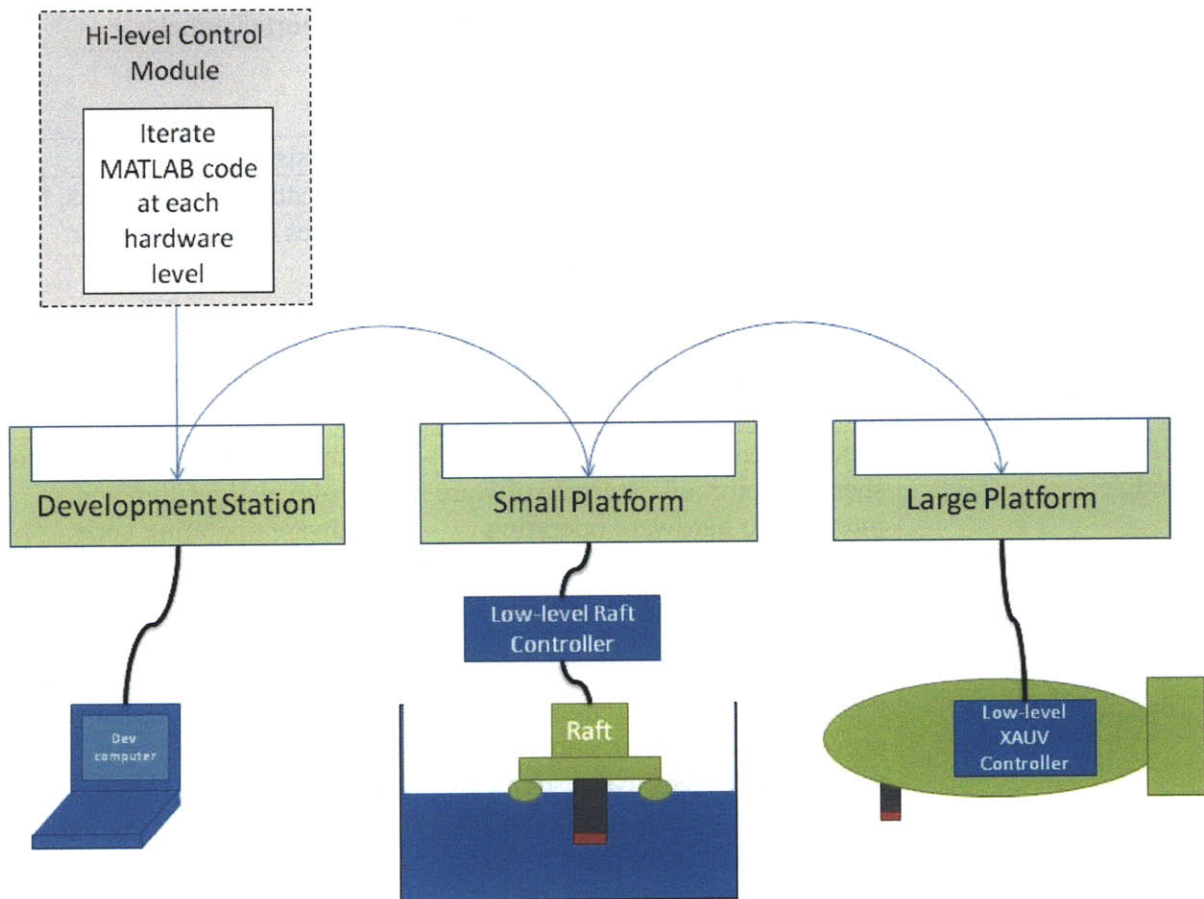 Hi-level Control
Module
Iterate
MATLAB code
at each
hardware
level
Development Station
Small Platform
Large Platform
Low-level Raft
Controller
Dev
computer
Raft
Low-level
XAUV
Controller